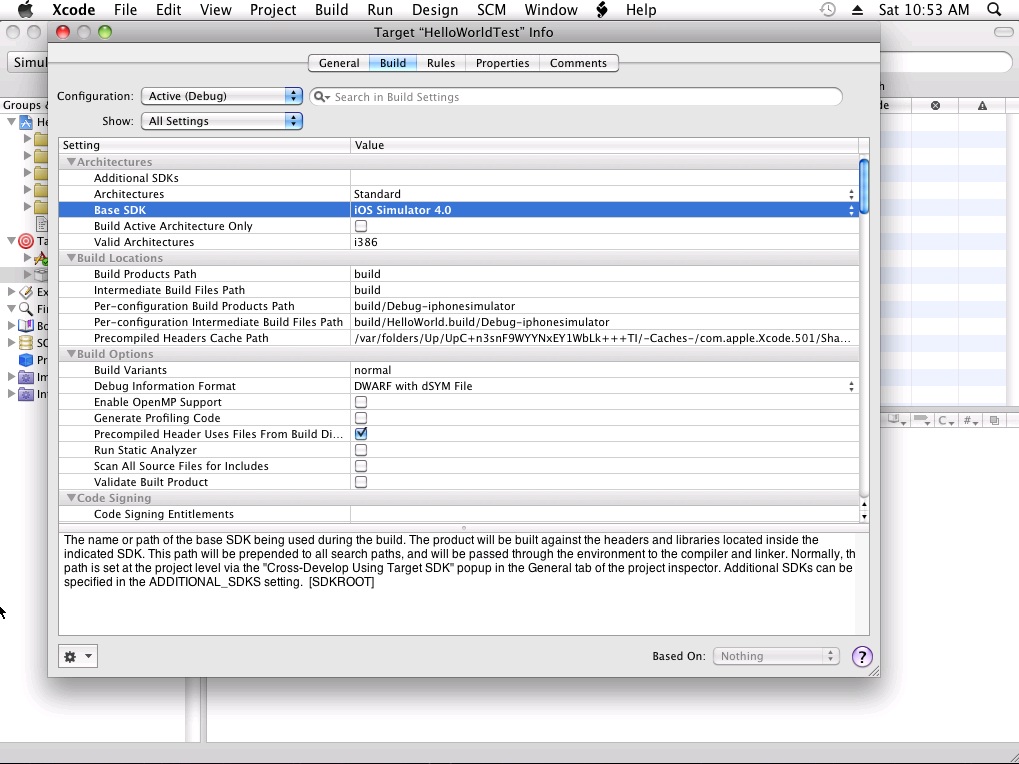 Xcode File Edit View Project Build Run Design SCM Window Help Sat 10:53 AM
Target “HelloWorldTest” Info
Simul
General Build Rules Properties Comments
Configuration: Active (Debug) Search in Build Settings
Groups &
Show: All Settings
Setting Value
Architectures
Additional SDKs
Architectures Standard
Base SDK iOS Simulator 4.0
Build Active Architecture Only
Valid Architectures i386
Build Locations
Build Products Path build
Intermediate Build Files Path build
Per-configuration Build Products Path build/Debug-iphonesimulator
Per-configuration Intermediate Build Files Path build/HelloWorld.build/Debug-iphonesimulator
Precompiled Headers Cache Path /var/folders/Up/UpC+n3snF9WYYNxEY1WbLk+++TI/-Caches-/com.apple.Xcode.501/Sha...
Build Options
Build Variants normal
Debug Information Format DWARF with dSYM File
Enable OpenMP Support
Generate Profiling Code
Precompiled Header Uses Files From Build Di...
Run Static Analyzer
Scan All Source Files for Includes
Validate Built Product
Code Signing
Code Signing Entitlements
The name or path of the base SDK being used during the build. The product will be built against the headers and libraries located inside the
indicated SDK. This path will be prepended to all search paths, and will be passed through the environment to the compiler and linker. Normally, th
path is set at the project level via the "Cross-Develop Using Target SDK" popup in the General tab of the project inspector. Additional SDKs can be
specified in the ADDITIONAL_SDKS setting. [SDKROOT]
Based On: Nothing ?